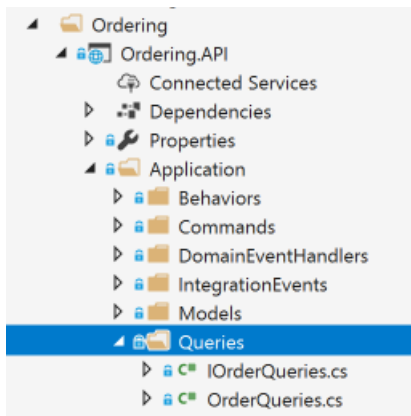 Ordering
Ordering.API
Connected Services
Dependencies
Properties
Application
Behaviors
Commands
DomainEventHandlers
IntegrationEvents
Models
Queries
C# IOrderQueries.cs
C# OrderQueries.cs